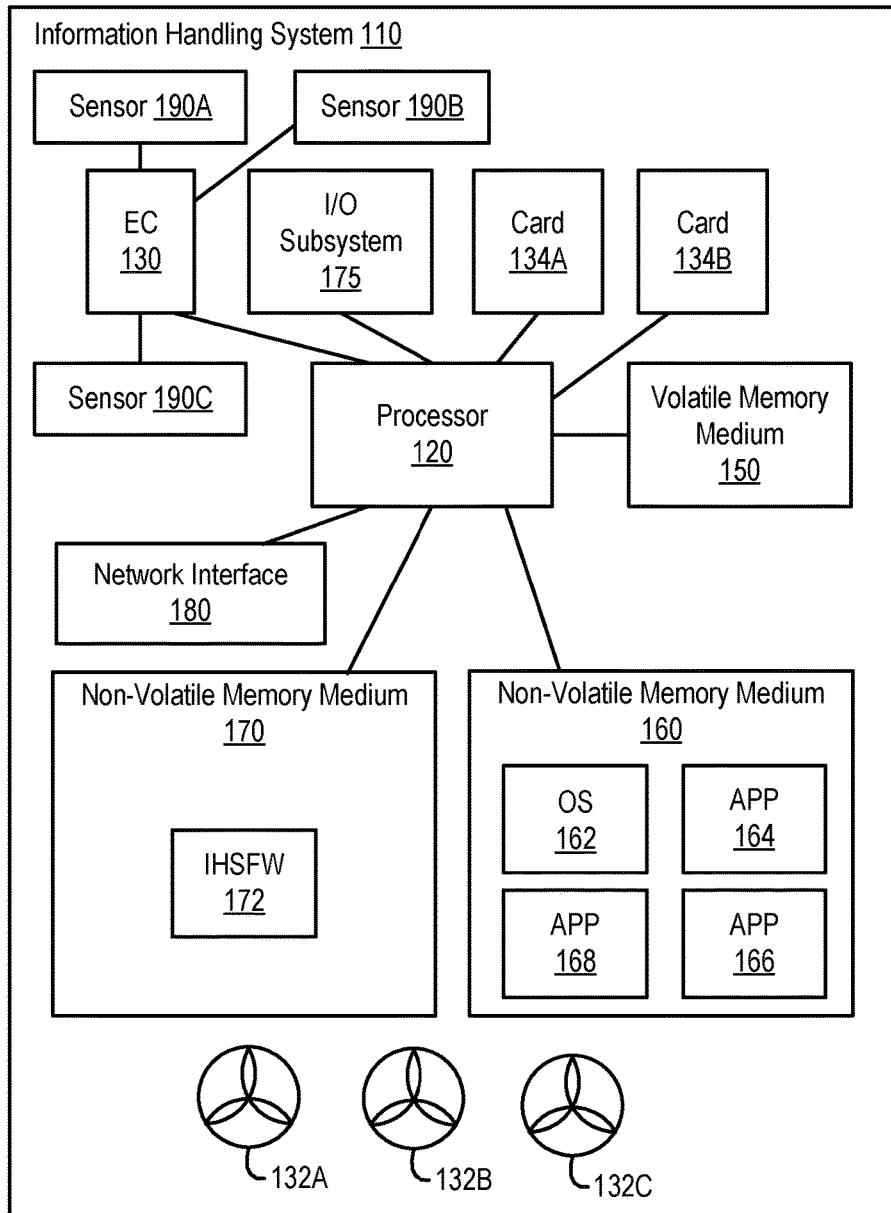 Information Handling System 110
Sensor 190A
Sensor 190B
EC
130
I/O
Subsystem
175
Card
134A
Card
134B
Sensor 190C
Processor
120
Volatile Memory
Medium
150
Network Interface
180
Non-Volatile Memory Medium
170
IHSFW
172
Non-Volatile Memory Medium
160
OS
162
APP
164
APP
168
APP
166
132A
132B
132C